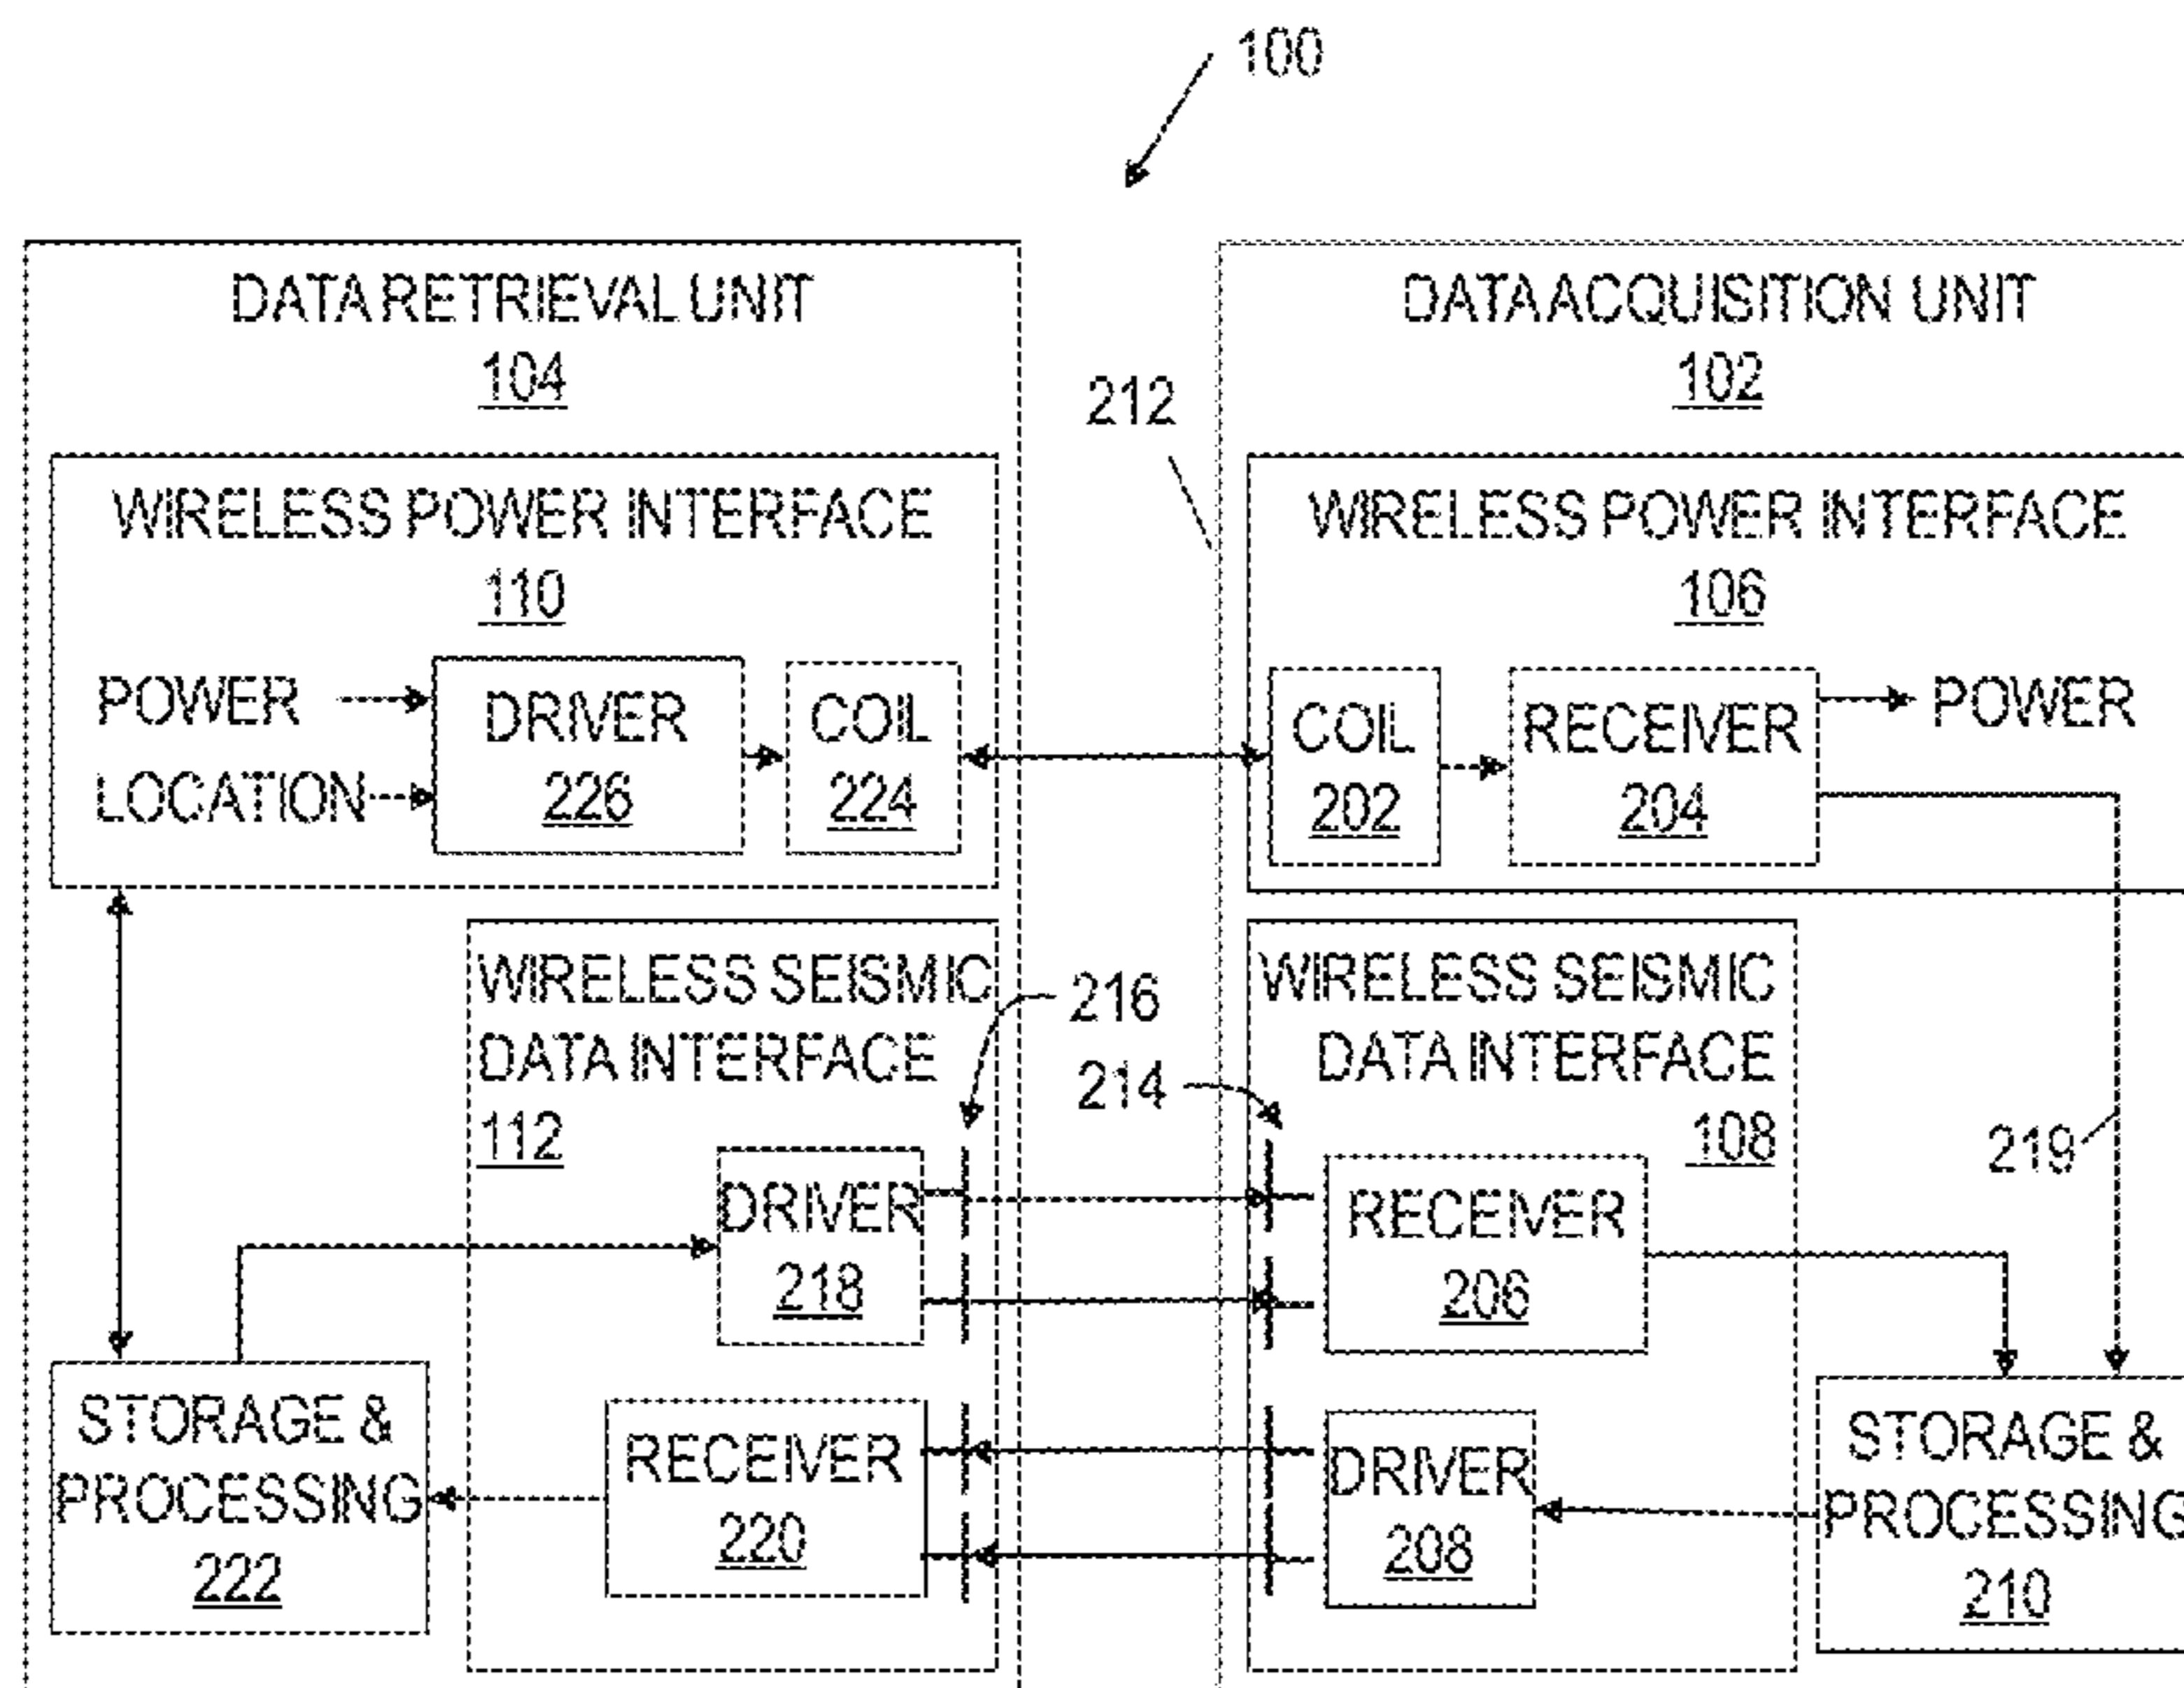 100
DATA RETRIEVAL UNIT
104
DATA ACQUISITION UNIT
102
212
WIRELESS POWER INTERFACE
110
POWER
LOCATION
DRIVER
226
COIL
224
WIRELESS POWER INTERFACE
106
COIL
202
RECEIVER
204
POWER
WIRELESS SEISMIC
DATA INTERFACE
112
216
214
WIRELESS SEISMIC
DATA INTERFACE
108
219
DRIVER
218
RECEIVER
206
STORAGE &
PROCESSING
222
RECEIVER
220
DRIVER
208
STORAGE &
PROCESSING
210